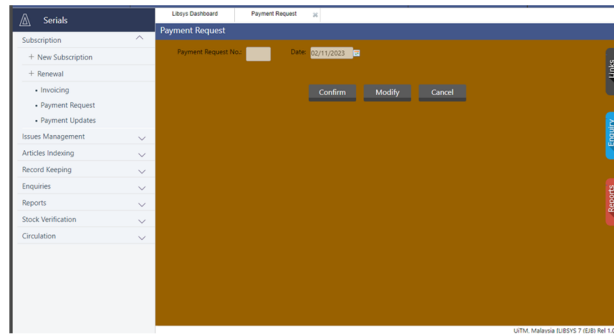 Serials
Libsys Dashboard
Payment Request
Payment Request
Subscription
+ New Subscription
+ Renewal
• Invoicing
• Payment Request
• Payment Updates
Issues Management
Articles Indexing
Record Keeping
Enquiries
Reports
Stock Verification
Circulation
Payment Request No.:
Date: 02/11/2023
Confirm
Modify
Cancel
Links
Enquiry
Reports
UiTM, Malaysia [LIBSYS 7 (EJB) Rel 1.0